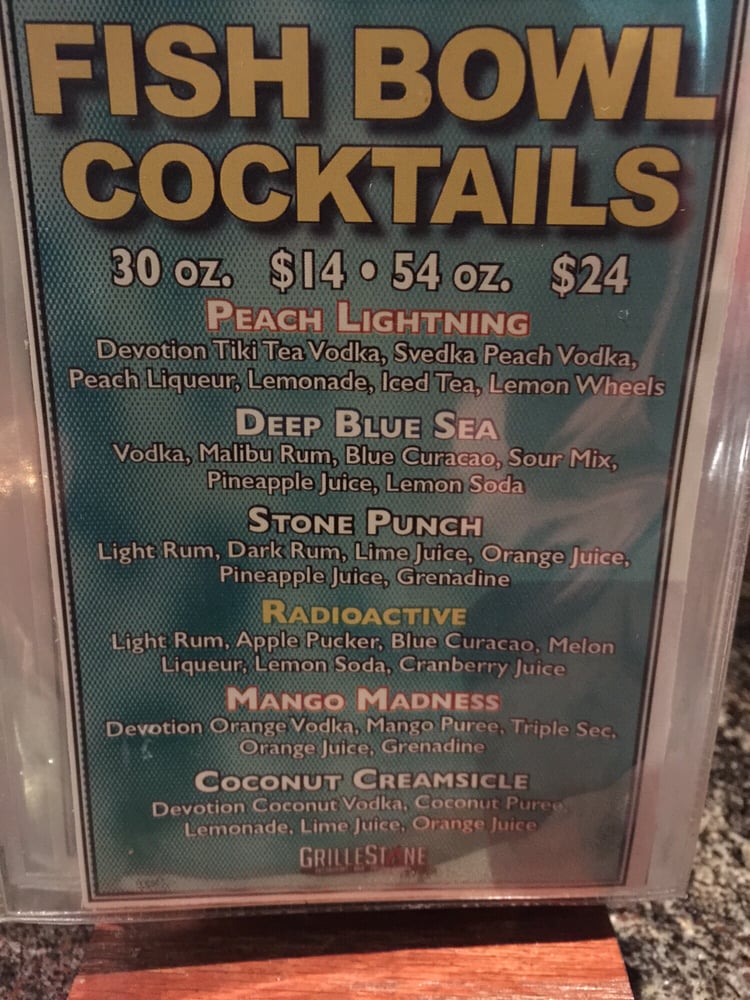 FISH BOWL
COCKTAILS
30 oz. $14 • 54 oz. $24
PEACH LIGHTNING
Devotion Tiki Tea Vodka, Svedka Peach Vodka,
Peach Liqueur, Lemonade, Iced Tea, Lemon Wheels
DEEP BLUE SEA
Vodka, Malibu Rum, Blue Curacao, Sour Mix,
Pineapple Juice, Lemon Soda
STONE PUNCH
Light Rum, Dark Rum, Lime Juice, Orange Juice,
Pineapple Juice, Grenadine
RADIOACTIVE
Light Rum, Apple Pucker, Blue Curacao, Melon
Liqueur, Lemon Soda, Cranberry Juice
MANGO MADNESS
Devotion Orange Vodka, Mango Puree, Triple Sec,
Orange Juice, Grenadine
COCONUT CREAMSICLE
Devotion Coconut Vodka, Coconut Puree,
Lemonade, Lime Juice, Orange Juice
GRILLESTONE